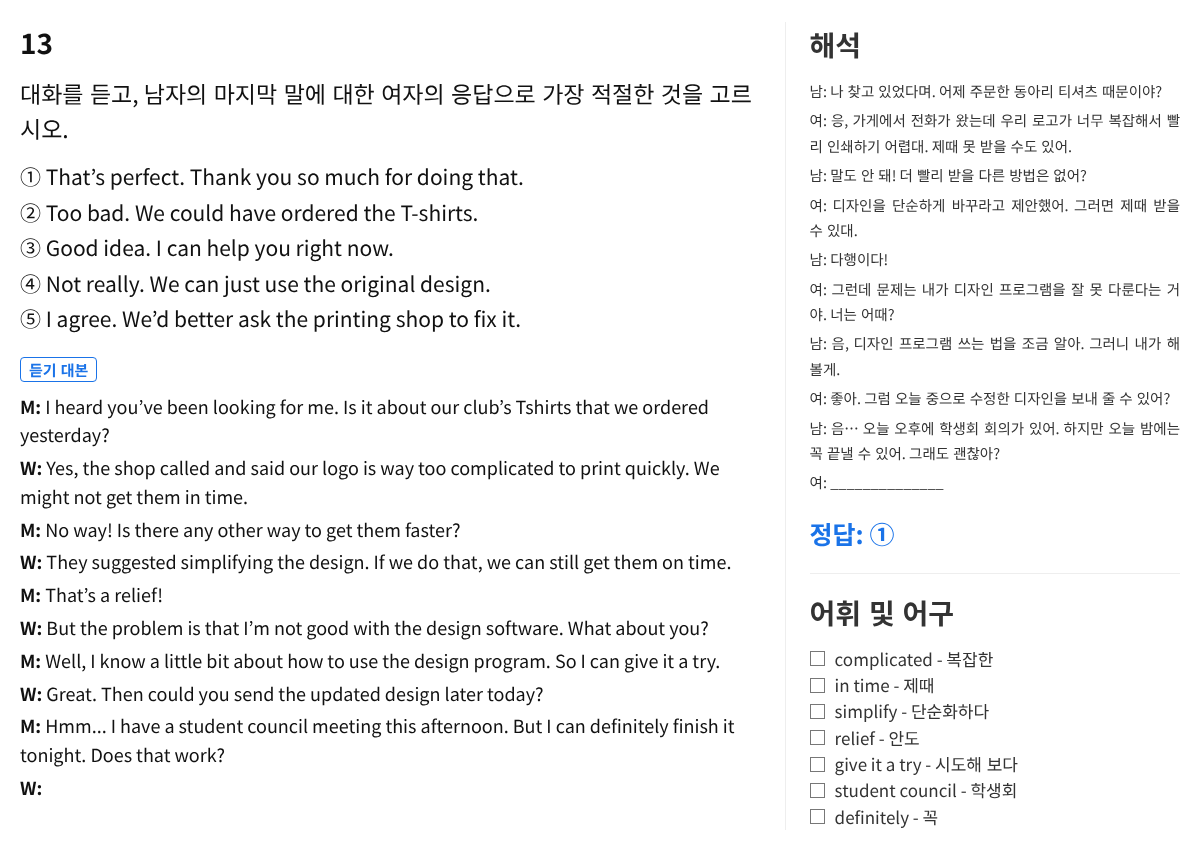 13
대화를 듣고, 남자의 마지막 말에 대한 여자의 응답으로 가장 적절한 것을 고르
시오.
① That’s perfect. Thank you so much for doing that.
② Too bad. We could have ordered the T-shirts.
③ Good idea. I can help you right now.
④ Not really. We can just use the original design.
⑤ I agree. We’d better ask the printing shop to fix it.
듣기 대본
M: I heard you’ve been looking for me. Is it about our club’s Tshirts that we ordered
yesterday?
W: Yes, the shop called and said our logo is way too complicated to print quickly. We
might not get them in time.
M: No way! Is there any other way to get them faster?
W: They suggested simplifying the design. If we do that, we can still get them on time.
M: That’s a relief!
W: But the problem is that I’m not good with the design software. What about you?
M: Well, I know a little bit about how to use the design program. So I can give it a try.
W: Great. Then could you send the updated design later today?
M: Hmm... I have a student council meeting this afternoon. But I can definitely finish it
tonight. Does that work?
W:
해석
남: 나 찾고 있었다며. 어제 주문한 동아리 티셔츠 때문이야?
여: 응, 가게에서 전화가 왔는데 우리 로고가 너무 복잡해서 빨
리 인쇄하기 어렵대. 제때 못 받을 수도 있어.
남: 말도 안 돼! 더 빨리 받을 다른 방법은 없어?
여: 디자인을 단순하게 바꾸라고 제안했어. 그러면 제때 받을
수 있대.
남: 다행이다!
여: 그런데 문제는 내가 디자인 프로그램을 잘 못 다룬다는 거
야. 너는 어때?
남: 음, 디자인 프로그램 쓰는 법을 조금 알아. 그러니 내가 해
볼게.
여: 좋아. 그럼 오늘 중으로 수정한 디자인을 보내 줄 수 있어?
남: 음… 오늘 오후에 학생회 회의가 있어. 하지만 오늘 밤에는
꼭 끝낼 수 있어. 그래도 괜찮아?
여: ______________
정답: ①
어휘 및 어구
□ complicated - 복잡한
□ in time - 제때
□ simplify - 단순화하다
□ relief - 안도
□ give it a try - 시도해 보다
□ student council - 학생회
□ definitely - 꼭